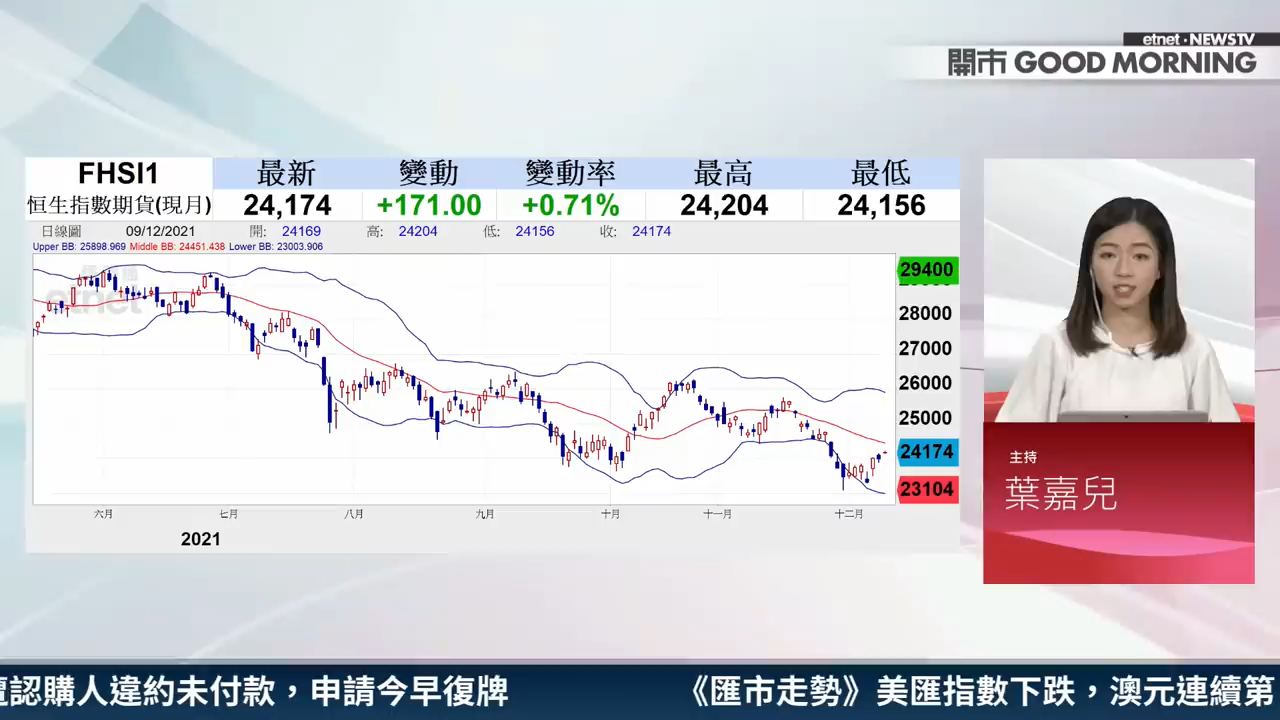 etnet · NEWSTV
開市 GOOD MORNING
FHSI1 最新 變動 變動率 最高 最低
恒生指數期貨(現月) 24,174 +171.00 +0.71% 24,204 24,156
日線圖 09/12/2021 開: 24169 高: 24204 低: 24156 收: 24174
Upper BB: 25898.969 Middle BB: 24451.438 Lower BB: 23003.906
etnet
29400
28000
27000
26000
25000
24174
23104
六月 七月 八月 九月 十月 十一月 十二月
2021
主持
葉嘉兒
認購人違約未付款，申請今早復牌 《匯市走勢》美匯指數下跌，澳元連續第